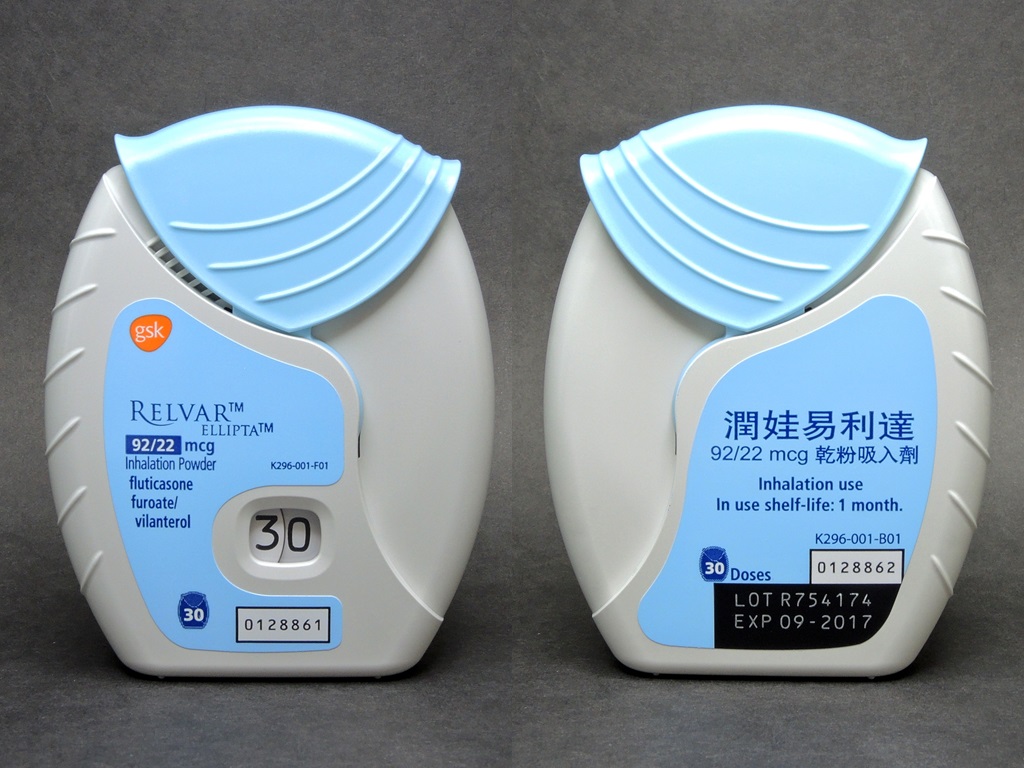 gsk
RELVAR™
ELLIPTA™
92/22 mcg
Inhalation Powder
K296-001-F01
fluticasone
furoate/
vilanterol
30
30
0128861
潤娃易利達
92/22 mcg 乾粉吸入劑
Inhalation use
In use shelf-life: 1 month.
K296-001-B01
30 Doses
0128862
LOT R754174
EXP 09-2017